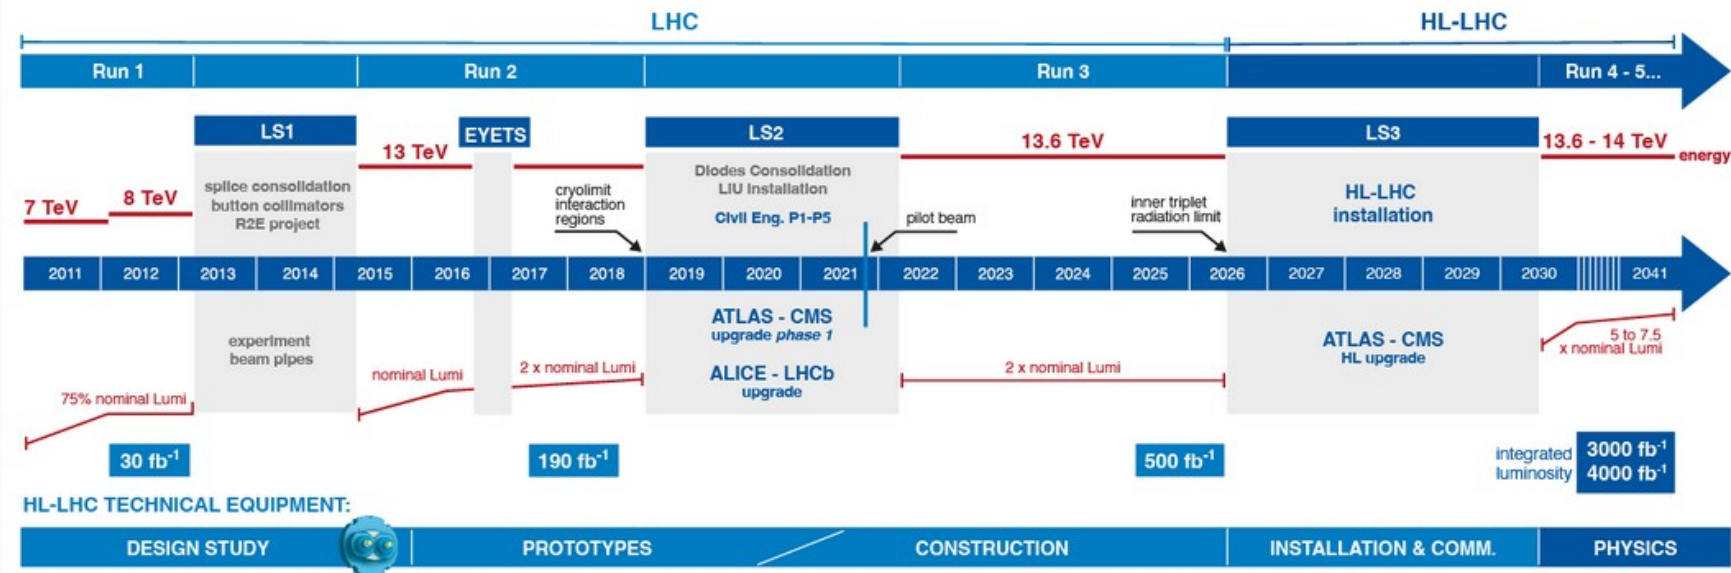 LHC
HL-LHC
Run 1
Run 2
Run 3
Run 4 - 5...
LS1
EYETS
LS2
LS3
7 TeV
8 TeV
13 TeV
13.6 TeV
13.6 - 14 TeV
energy
splice consolidation
button collimators
R2E project
cryolimit
interaction
regions
Diodes Consolidation
LIU Installation
Civil Eng. P1-P5
pilot beam
inner triplet
radiation limit
HL-LHC
installation
2011
2012
2013
2014
2015
2016
2017
2018
2019
2020
2021
2022
2023
2024
2025
2026
2027
2028
2029
2030
2041
experiment
beam pipes
75% nominal Lumi
nominal Lumi
2 x nominal Lumi
ATLAS - CMS
upgrade phase 1
ALICE - LHCb
upgrade
2 x nominal Lumi
ATLAS - CMS
HL upgrade
5 to 7.5
x nominal Lumi
30 fb⁻¹
190 fb⁻¹
500 fb⁻¹
integrated
luminosity
3000 fb⁻¹
4000 fb⁻¹
HL-LHC TECHNICAL EQUIPMENT:
DESIGN STUDY
PROTOTYPES
CONSTRUCTION
INSTALLATION & COMM.
PHYSICS